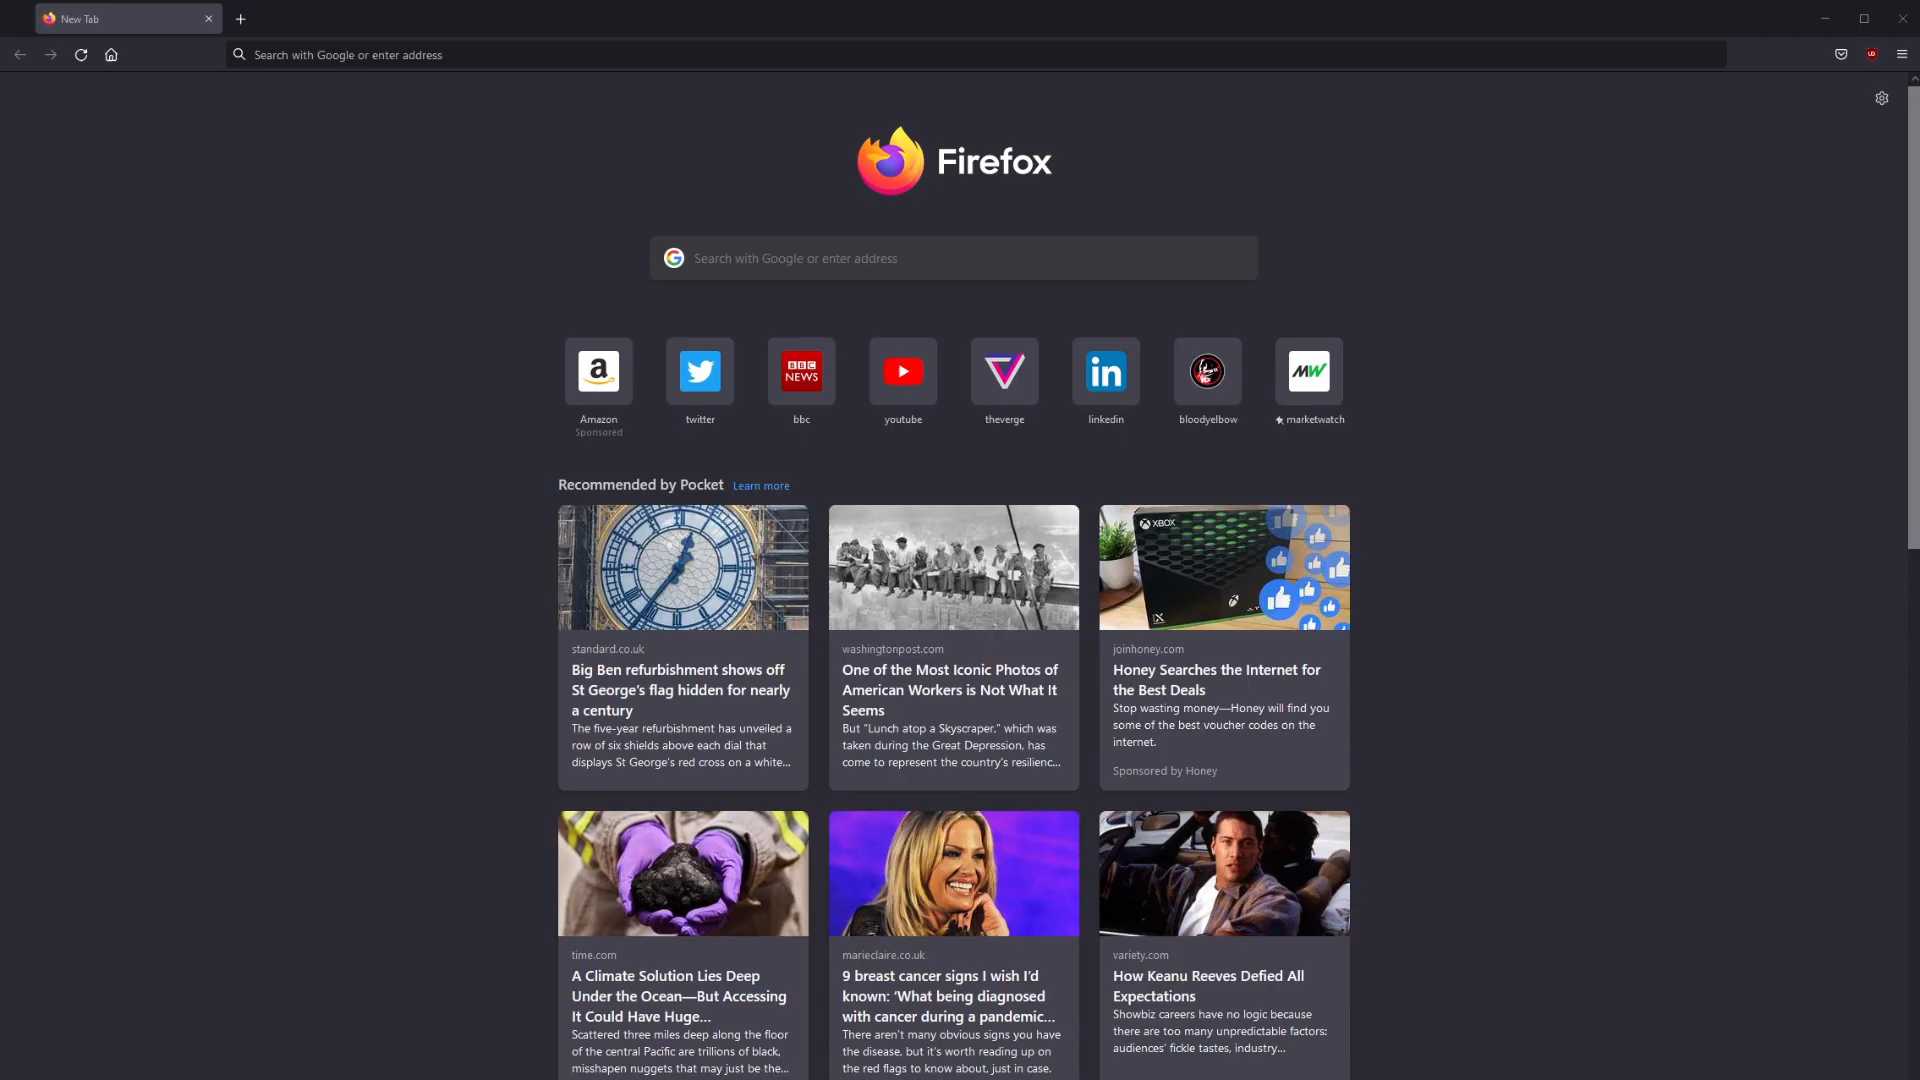 New Tab
Search with Google or enter address
Firefox
Search with Google or enter address
a
BBC
NEWS
in
MW
Amazon
Sponsored
twitter
bbc
youtube
theverge
linkedin
bloodyelbow
marketwatch
Recommended by Pocket Learn more
XBOX
standard.co.uk
Big Ben refurbishment shows off
St George's flag hidden for nearly
a century
The five-year refurbishment has unveiled a
row of six shields above each dial that
displays St George's red cross on a white...
washingtonpost.com
One of the Most Iconic Photos of
American Workers is Not What It
Seems
But "Lunch atop a Skyscraper," which was
taken during the Great Depression, has
come to represent the country's resilienc...
joinhoney.com
Honey Searches the Internet for
the Best Deals
Stop wasting money—Honey will find you
some of the best voucher codes on the
internet.
Sponsored by Honey
time.com
A Climate Solution Lies Deep
Under the Ocean—But Accessing
It Could Have Huge...
Scattered three miles deep along the floor
of the central Pacific are trillions of black,
misshapen nuggets that may just be the...
marieclaire.co.uk
9 breast cancer signs I wish I'd
known: 'What being diagnosed
with cancer during a pandemic...
There aren't many obvious signs you have
the disease, but it's worth reading up on
the red flags to know about, just in case.
variety.com
How Keanu Reeves Defied All
Expectations
Showbiz careers have no logic because
there are too many unpredictable factors:
audiences' fickle tastes, industry...